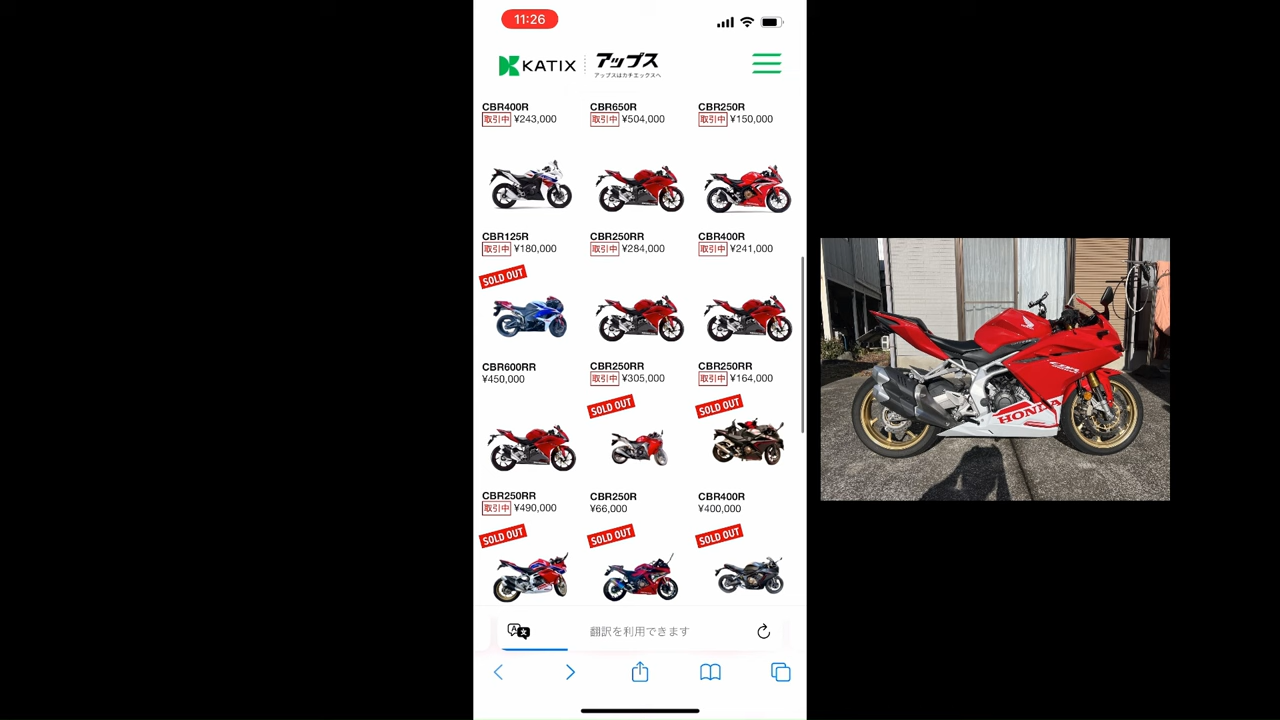 11:26
KATIX
アップス
アップスはカチエックスへ
CBR400R
取引中 ¥243,000
CBR650R
取引中 ¥504,000
CBR250R
取引中 ¥150,000
CBR125R
取引中 ¥180,000
CBR250RR
取引中 ¥284,000
CBR400R
取引中 ¥241,000
SOLD OUT
CBR600RR
¥450,000
CBR250RR
取引中 ¥305,000
CBR250RR
取引中 ¥164,000
CBR250RR
取引中 ¥490,000
SOLD OUT
CBR250R
¥66,000
SOLD OUT
CBR400R
¥400,000
SOLD OUT
SOLD OUT
SOLD OUT
翻訳を利用できます
HONDA